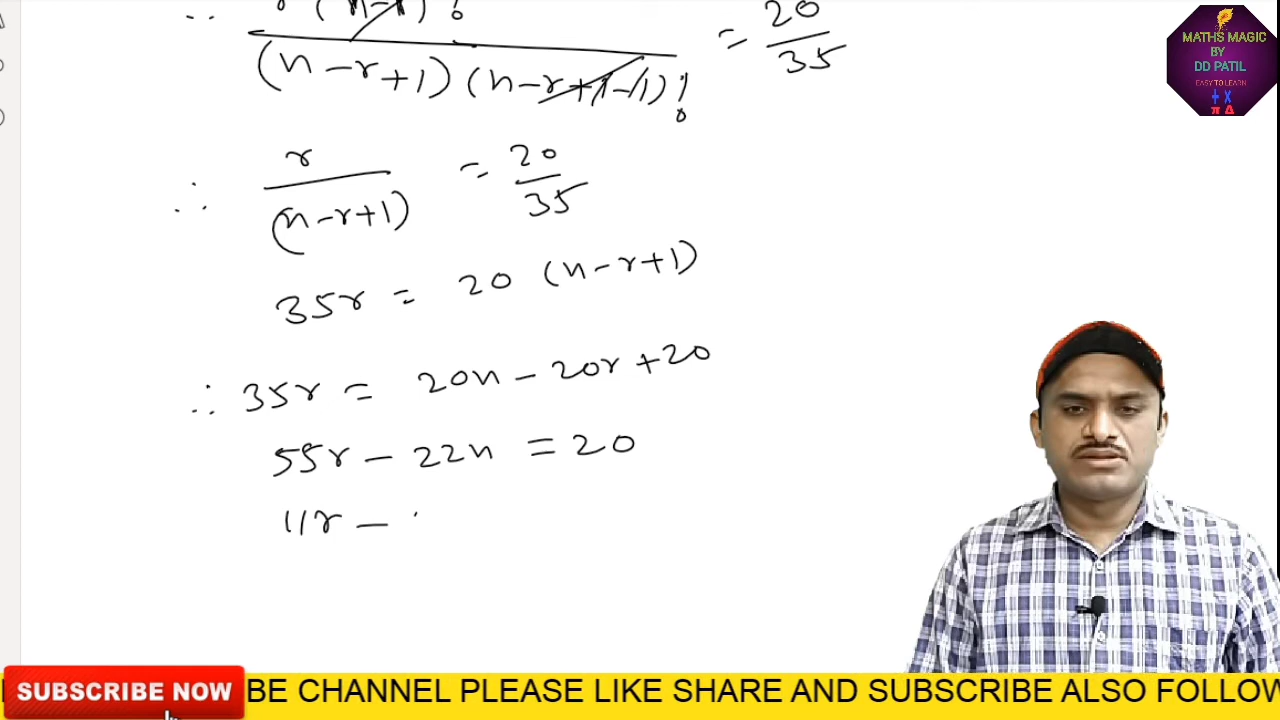 ∴ r (n-r)! / (n-r+1) (n-r+1-1)! = 20/35
∴ r / (n-r+1) = 20/35
35r = 20 (n-r+1)
∴ 35r = 20n - 20r + 20
55r - 22n = 20
11r -
MATHS MAGIC
BY
DD PATIL
EASY TO LEARN
+ X
π Δ
SUBSCRIBE NOW
BE CHANNEL PLEASE LIKE SHARE AND SUBSCRIBE ALSO FOLLOW